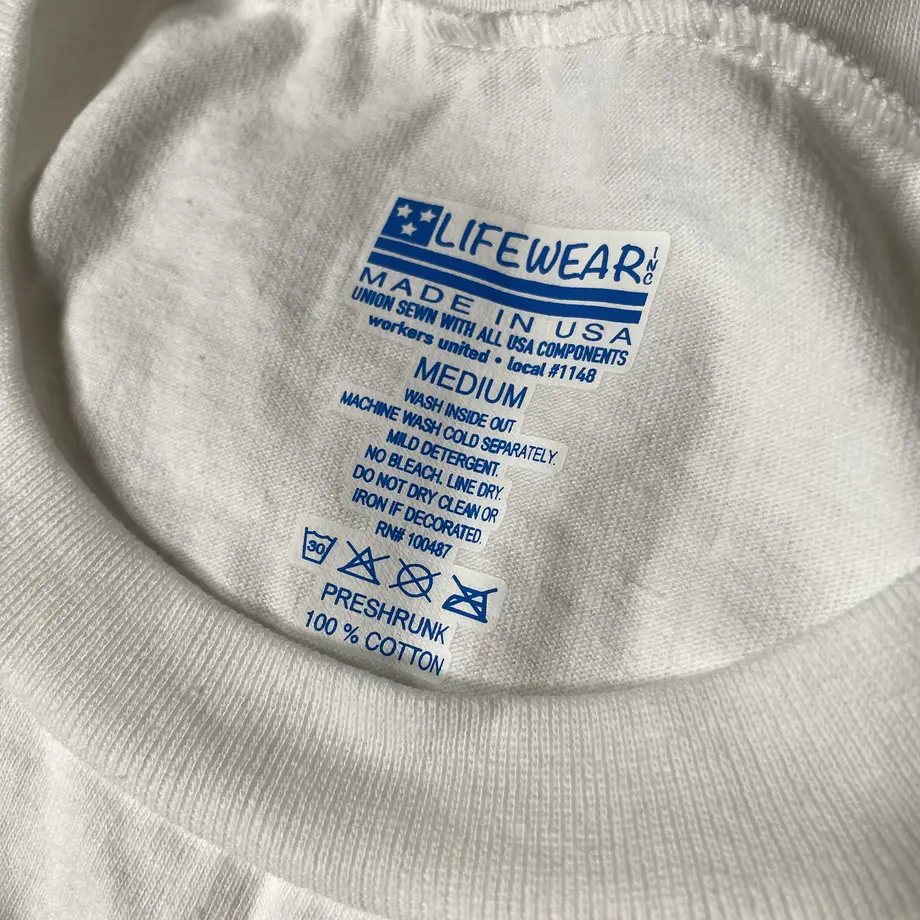 LIFEWEAR INC
MADE IN USA
UNION SEWN WITH ALL USA COMPONENTS
workers united • local #1148
MEDIUM
WASH INSIDE OUT
MACHINE WASH COLD SEPARATELY.
MILD DETERGENT.
NO BLEACH. LINE DRY.
DO NOT DRY CLEAN OR
IRON IF DECORATED.
RN# 100487
30
PRESHRUNK
100 % COTTON